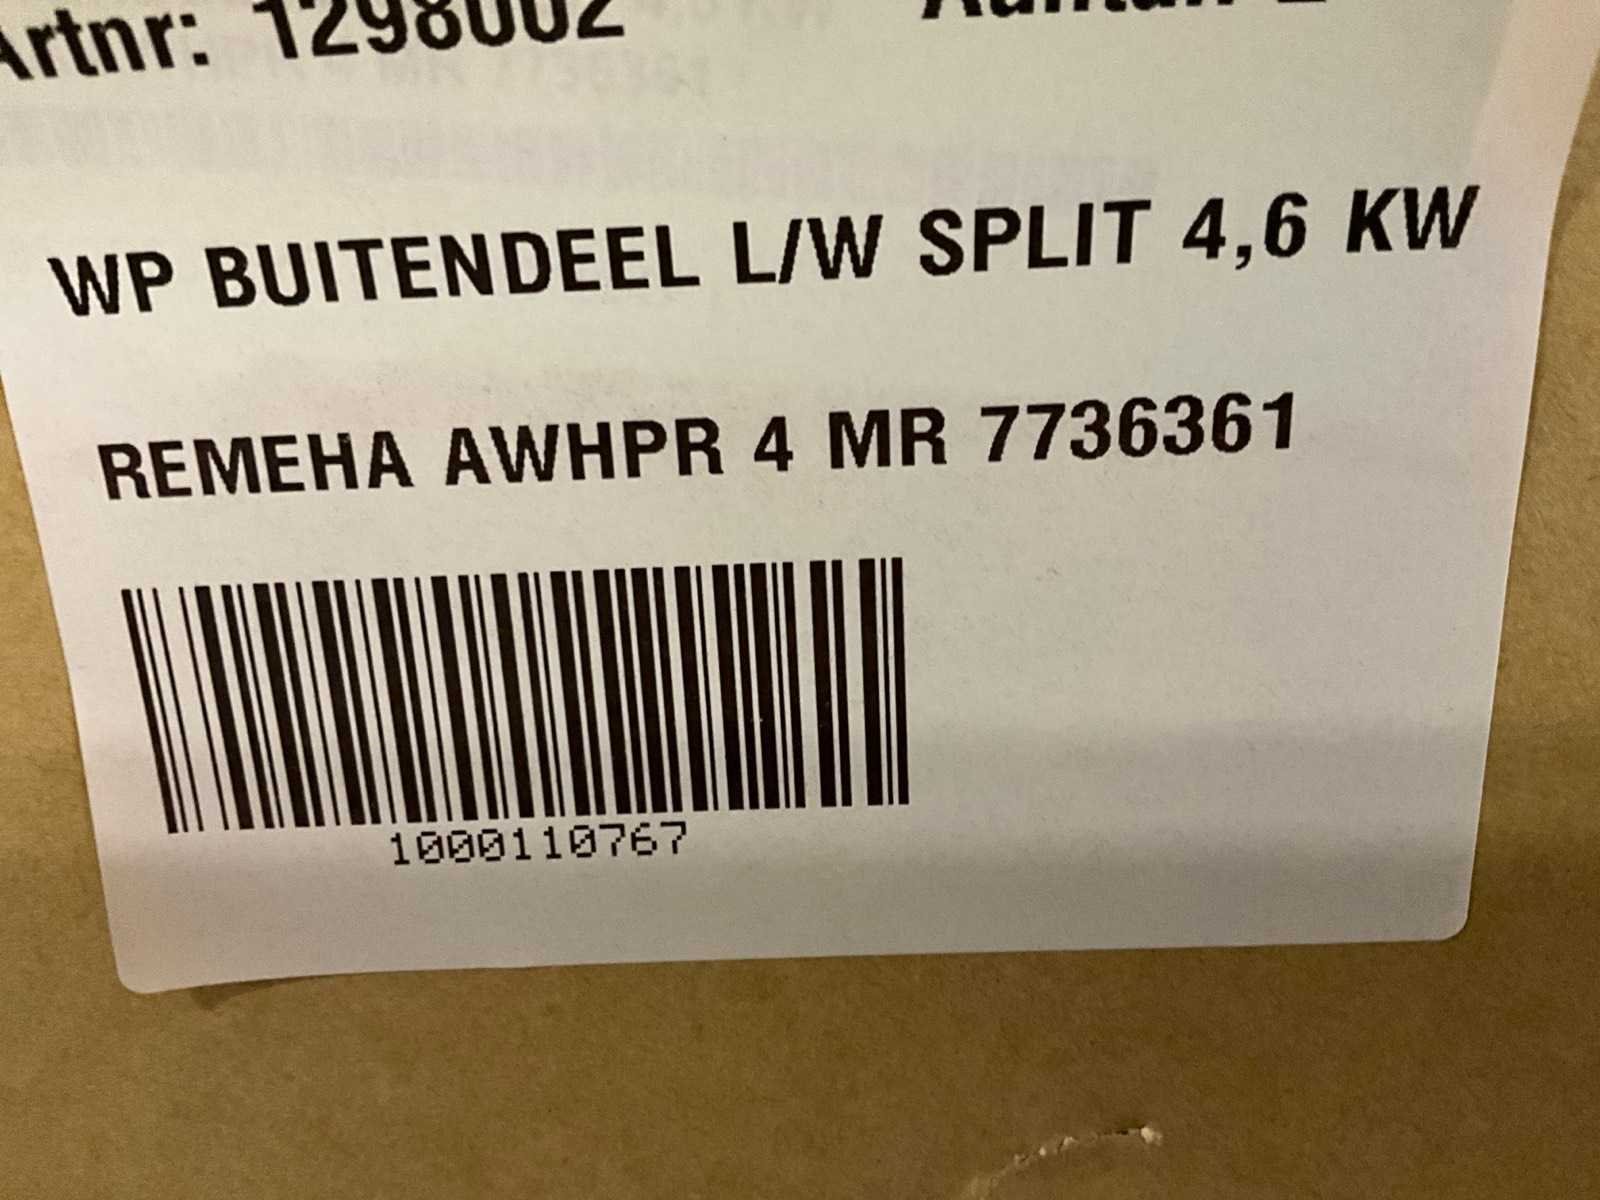 Artnr: 1298002
WP BUITENDEEL L/W SPLIT 4,6 KW
REMEHA AWHPR 4 MR 7736361
1000110767